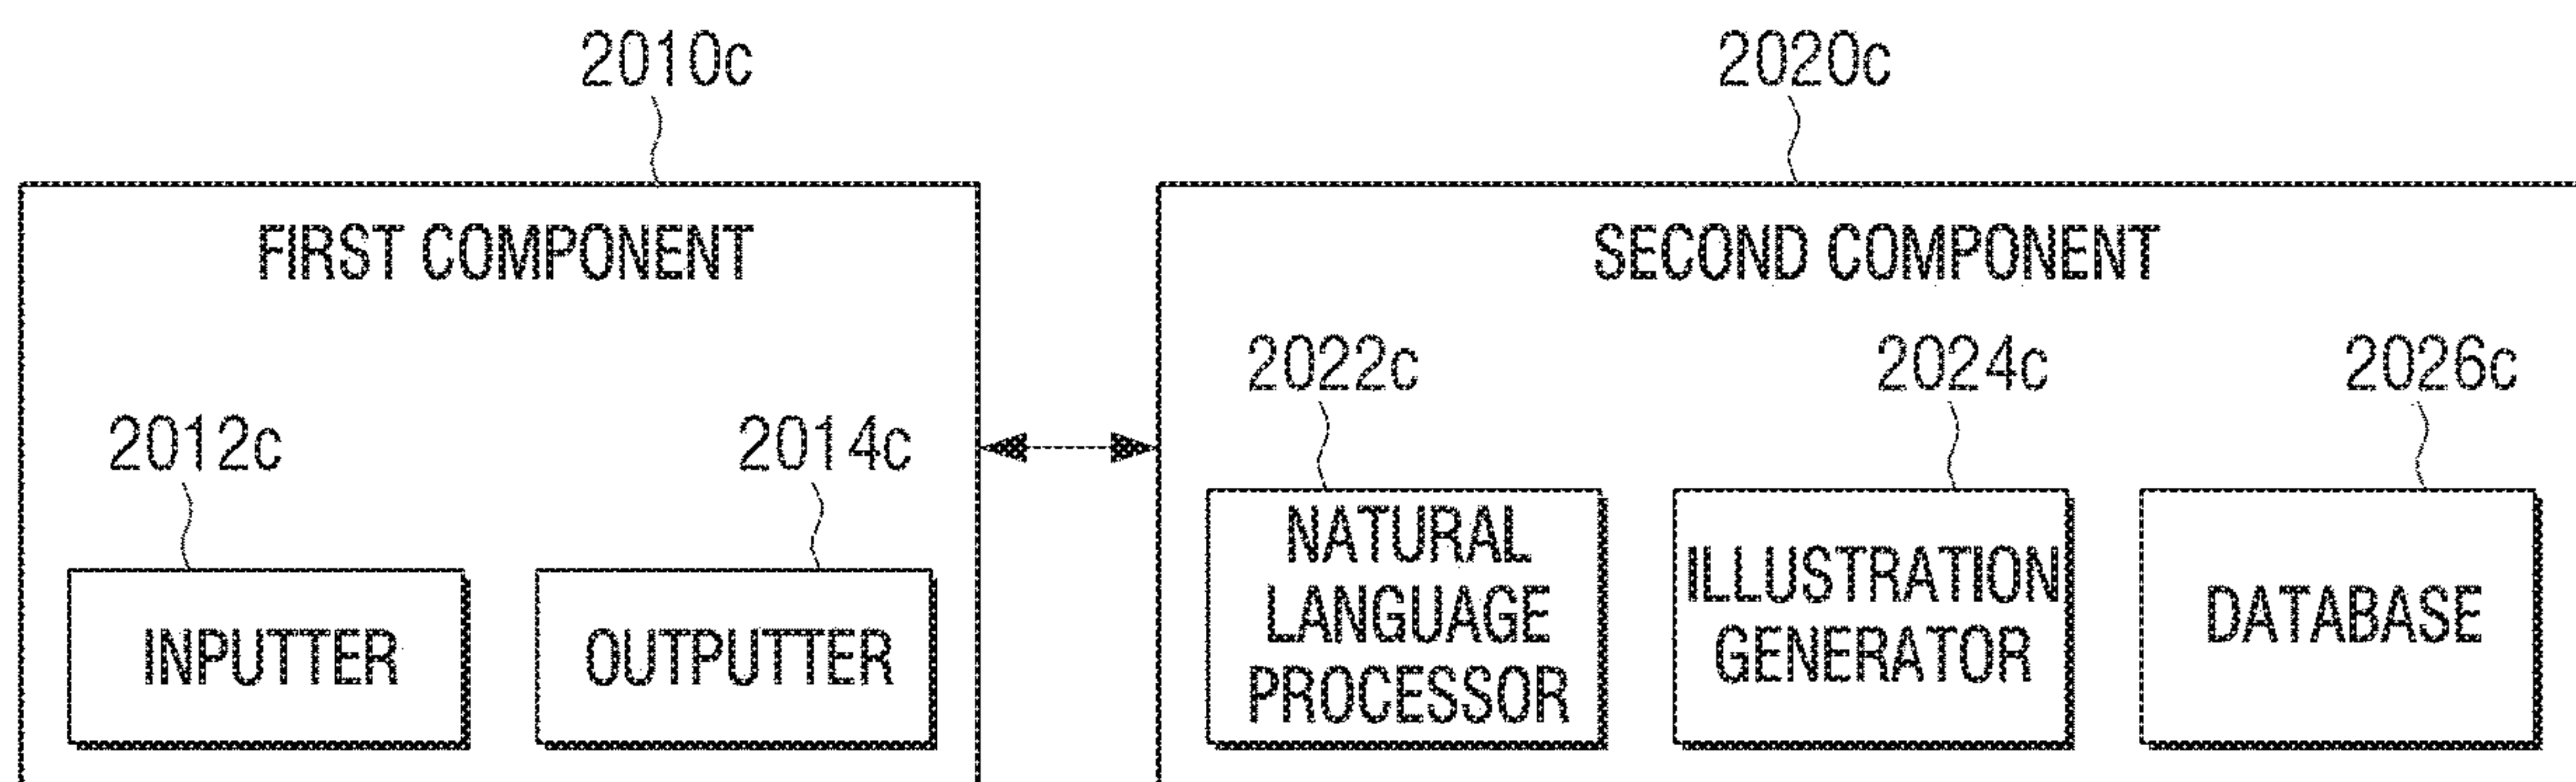 2010c
2020c
FIRST COMPONENT
SECOND COMPONENT
2012c
2014c
2022c
2024c
2026c
INPUTTER
OUTPUTTER
NATURAL
LANGUAGE
PROCESSOR
ILLUSTRATION
GENERATOR
DATABASE